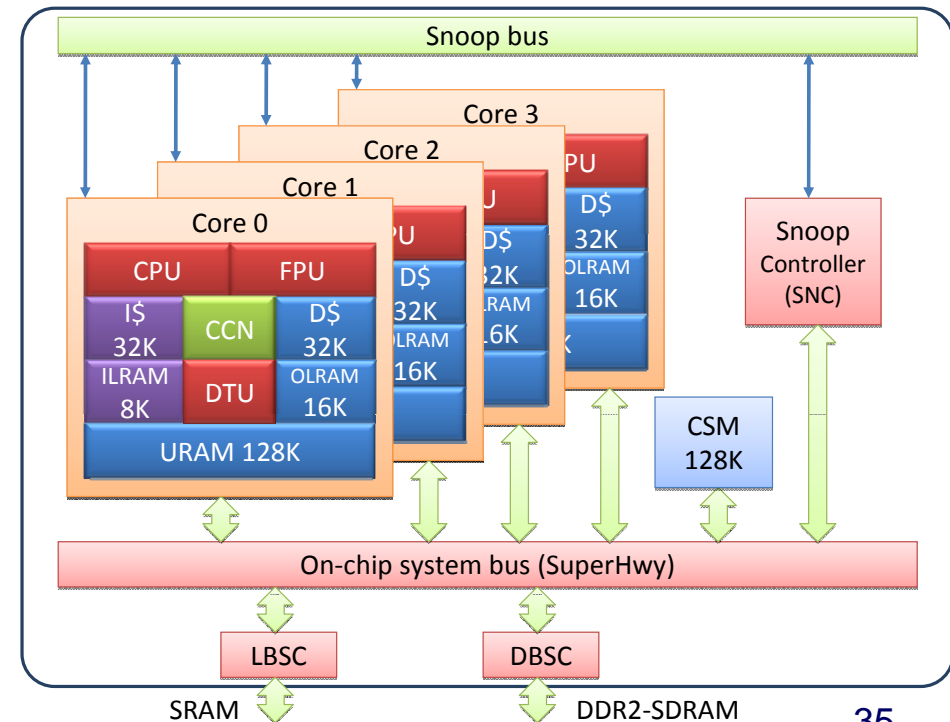 Snoop bus
Core 3
PU
D$
32K
OLRAM
16K
K
Core 2
U
D$
32K
LRAM
16K
Core 1
PU
D$
32K
OLRAM
16K
Core 0
CPU
FPU
I$
32K
CCN
D$
32K
ILRAM
8K
DTU
OLRAM
16K
URAM 128K
Snoop
Controller
(SNC)
CSM
128K
On-chip system bus (SuperHwy)
LBSC
DBSC
SRAM
DDR2-SDRAM
35